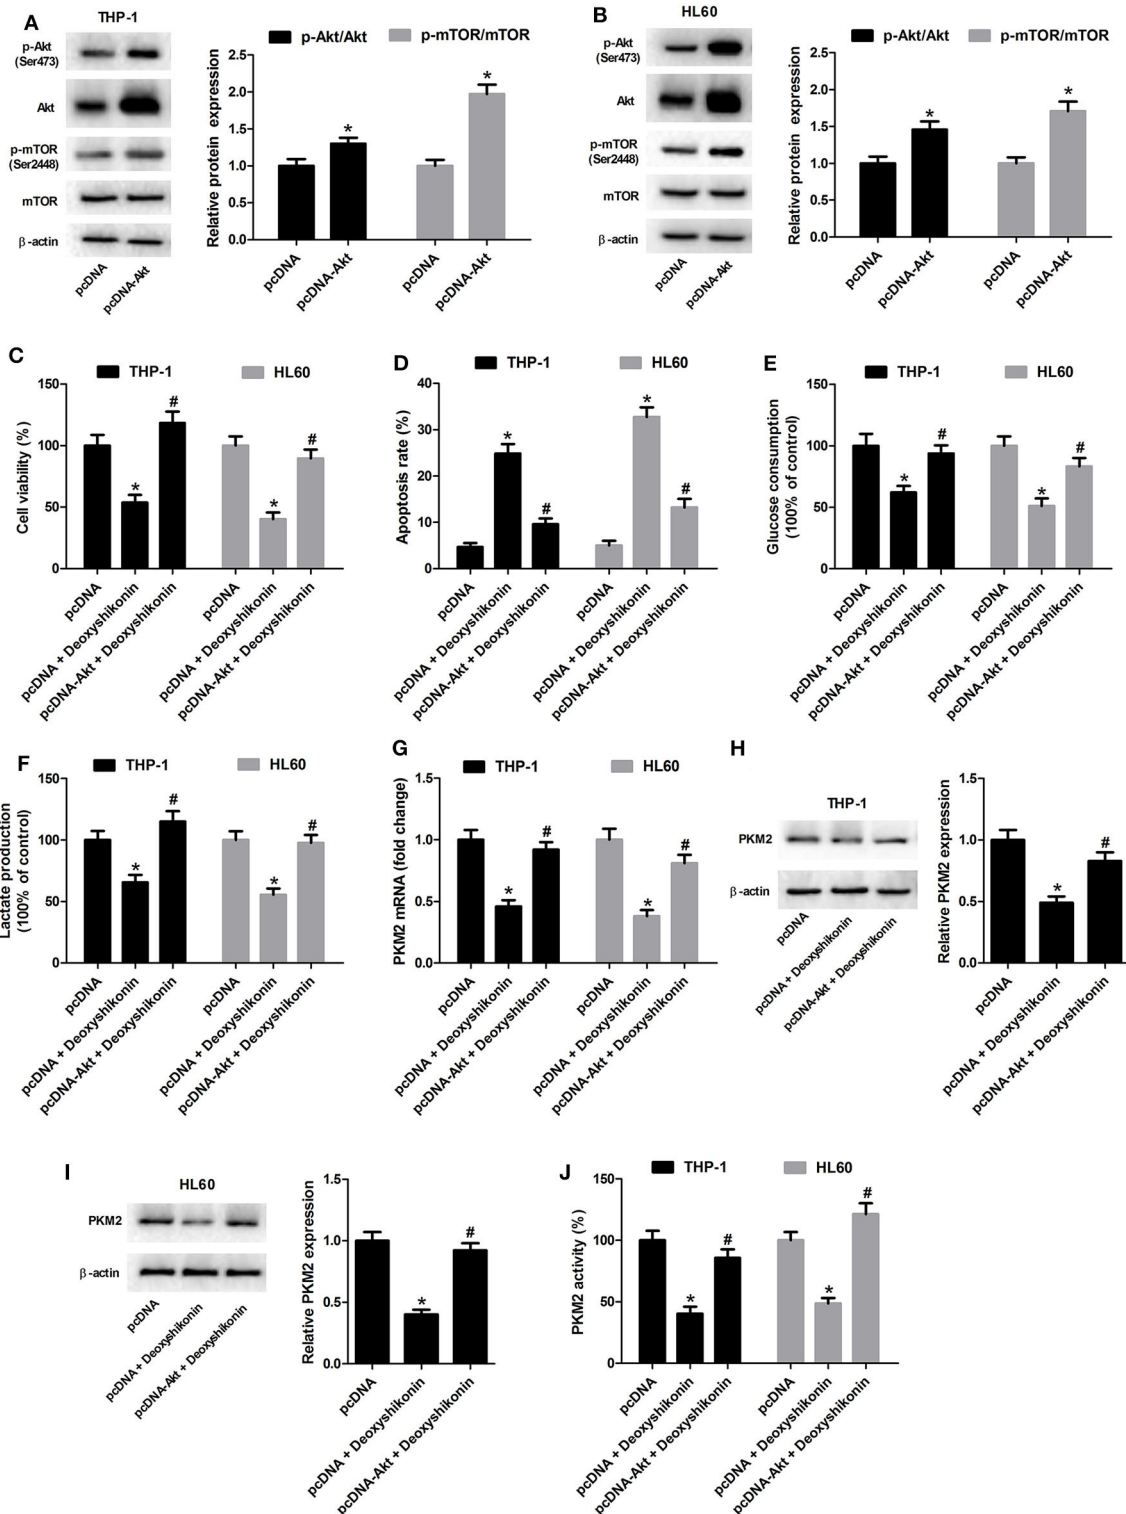 A
THP-1
p-Akt
(Ser473)
Akt
p-mTOR
(Ser2448)
mTOR
β-actin
pcDNA
pcDNA-Akt
p-Akt/Akt
p-mTOR/mTOR
Relative protein expression
2.5
2.0
1.5
1.0
0.5
0.0
*
*
pcDNA
pcDNA-Akt
pcDNA
pcDNA-Akt
B
HL60
p-Akt
(Ser473)
Akt
p-mTOR
(Ser2448)
mTOR
β-actin
pcDNA
pcDNA-Akt
p-Akt/Akt
p-mTOR/mTOR
Relative protein expression
2.5
2.0
1.5
1.0
0.5
0.0
*
*
pcDNA
pcDNA-Akt
pcDNA
pcDNA-Akt
C
THP-1
HL60
Cell viability (%)
150
100
50
0
*
#
*
#
pcDNA
pcDNA + Deoxyshikonin
pcDNA-Akt + Deoxyshikonin
pcDNA
pcDNA + Deoxyshikonin
pcDNA-Akt + Deoxyshikonin
D
THP-1
HL60
Apoptosis rate (%)
40
30
20
10
0
*
#
*
#
pcDNA
pcDNA + Deoxyshikonin
pcDNA-Akt + Deoxyshikonin
pcDNA
pcDNA + Deoxyshikonin
pcDNA-Akt + Deoxyshikonin
E
THP-1
HL60
Glucose consumption
(100% of control)
150
100
50
0
*
#
*
#
pcDNA
pcDNA + Deoxyshikonin
pcDNA-Akt + Deoxyshikonin
pcDNA
pcDNA + Deoxyshikonin
pcDNA-Akt + Deoxyshikonin
F
THP-1
HL60
Lactate production
(100% of control)
150
100
50
0
*
#
*
#
pcDNA
pcDNA + Deoxyshikonin
pcDNA-Akt + Deoxyshikonin
pcDNA
pcDNA + Deoxyshikonin
pcDNA-Akt + Deoxyshikonin
G
THP-1
HL60
PKM2 mRNA (fold change)
1.5
1.0
0.5
0.0
*
#
*
#
pcDNA
pcDNA + Deoxyshikonin
pcDNA-Akt + Deoxyshikonin
pcDNA
pcDNA + Deoxyshikonin
pcDNA-Akt + Deoxyshikonin
H
THP-1
PKM2
β-actin
pcDNA
pcDNA + Deoxyshikonin
pcDNA-Akt + Deoxyshikonin
Relative PKM2 expression
1.5
1.0
0.5
0.0
*
#
pcDNA
pcDNA + Deoxyshikonin
pcDNA-Akt + Deoxyshikonin
I
HL60
PKM2
β-actin
pcDNA
pcDNA + Deoxyshikonin
pcDNA-Akt + Deoxyshikonin
Relative PKM2 expression
1.5
1.0
0.5
0.0
*
#
pcDNA
pcDNA + Deoxyshikonin
pcDNA-Akt + Deoxyshikonin
J
THP-1
HL60
PKM2 activity (%)
150
100
50
0
*
#
*
#
pcDNA
pcDNA + Deoxyshikonin
pcDNA-Akt + Deoxyshikonin
pcDNA
pcDNA + Deoxyshikonin
pcDNA-Akt + Deoxyshikonin